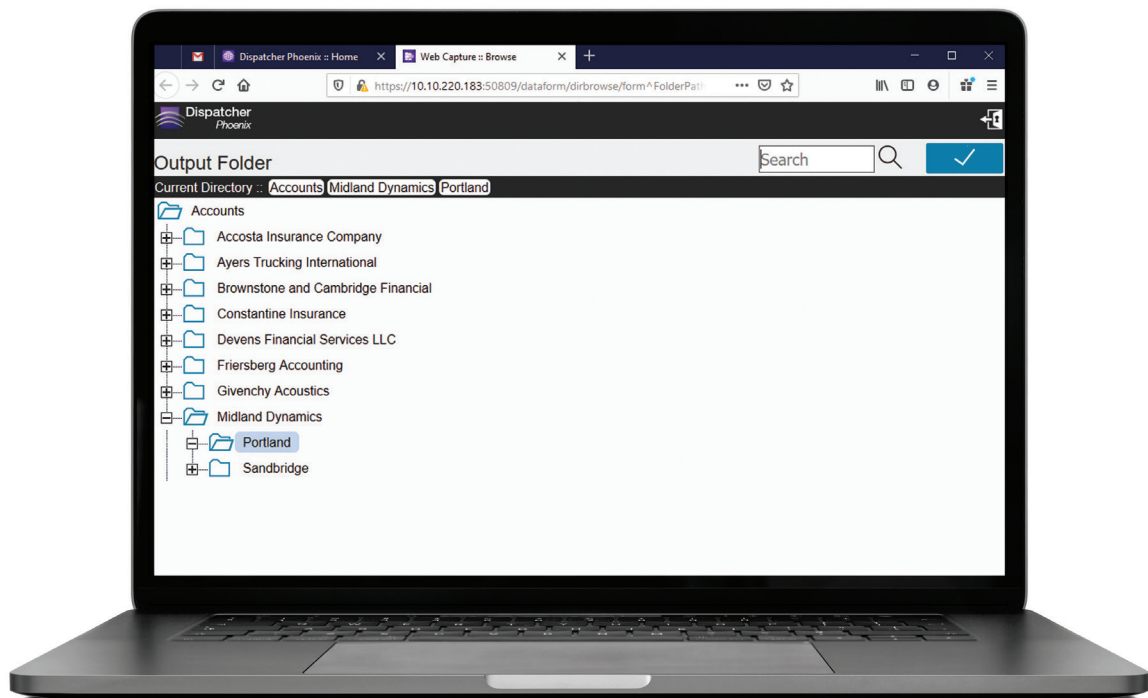 Dispatcher Phoenix :: Home
Web Capture :: Browse
https://10.10.220.183:50809/dataform/dirbrowse/form^FolderPat
Dispatcher
Phoenix
Output Folder
Search
Current Directory :: Accounts Midland Dynamics Portland
Accounts
Accosta Insurance Company
Ayers Trucking International
Brownstone and Cambridge Financial
Constantine Insurance
Devens Financial Services LLC
Friersberg Accounting
Givenchy Acoustics
Midland Dynamics
Portland
Sandbridge